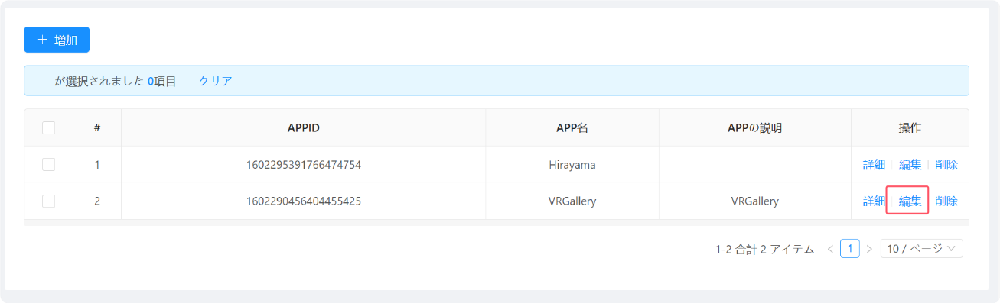 ＋ 増加
が選択されました 0項目 クリア
# APPID APP名 APPの説明 操作
1 1602295391766474754 Hirayama 詳細 編集 削除
2 1602290456404455425 VRGallery VRGallery 詳細 編集 削除
1-2 合計 2 アイテム < 1 > 10 / ページ